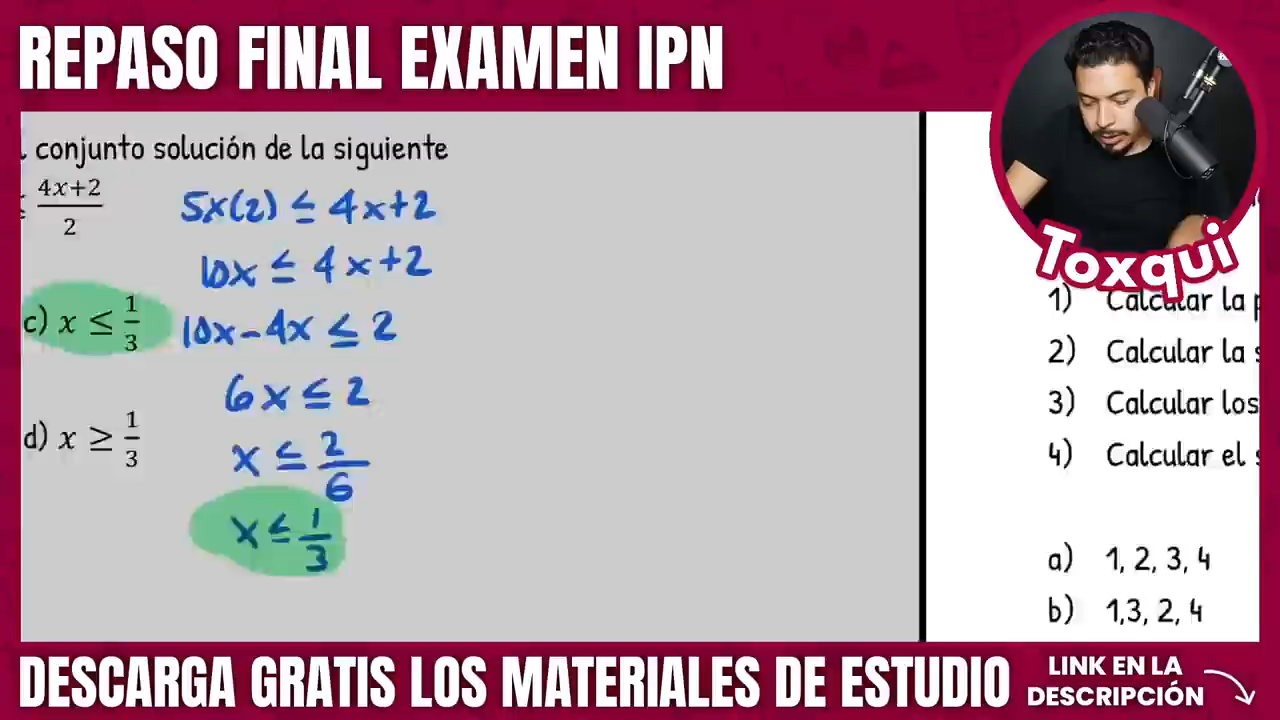 REPASO FINAL EXAMEN IPN
Toxqui
conjunto solución de la siguiente
≤ 4x+2/2
c) x ≤ 1/3
d) x ≥ 1/3
5x(2) ≤ 4x+2
10x ≤ 4x+2
10x-4x ≤ 2
6x ≤ 2
x ≤ 2/6
x ≤ 1/3
1) Calcular la
2) Calcular la
3) Calcular los
4) Calcular el
a) 1, 2, 3, 4
b) 1,3, 2, 4
DESCARGA GRATIS LOS MATERIALES DE ESTUDIO
LINK EN LA
DESCRIPCIÓN